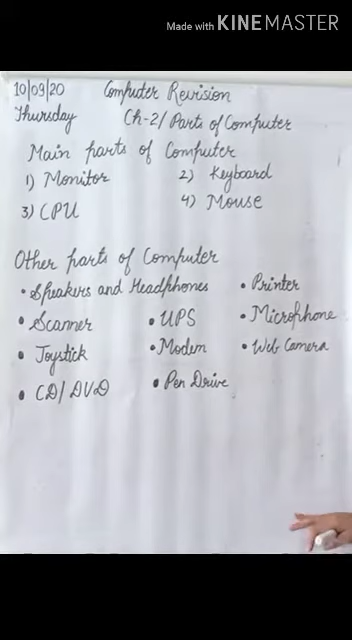 Made with KINEMASTER
10/09/20 Computer Revision
Thursday Ch-2/ Parts of Computer
Main parts of Computer
1) Monitor 2) Keyboard
3) CPU 4) Mouse
Other parts of Computer
• Speakers and Headphones • Printer
• Scanner • UPS • Microphone
• Joystick • Modem • Web Camera
• CD/DVD • Pen Drive